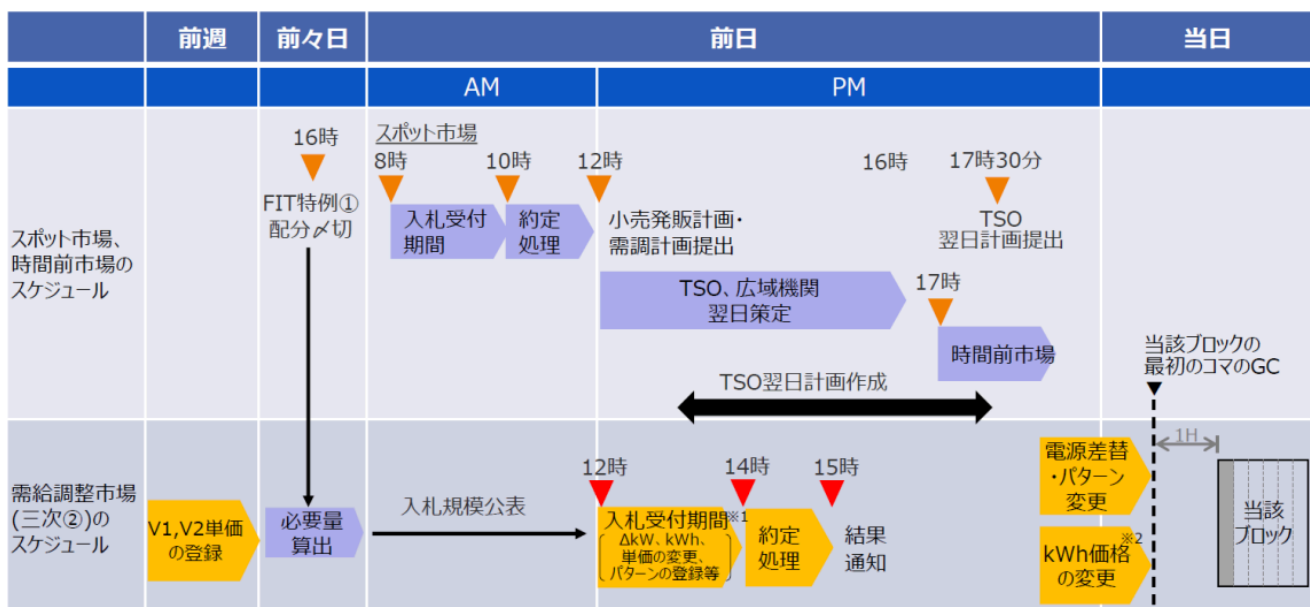 前週
前々日
前日
当日
AM
PM
スポット市場、
時間前市場の
スケジュール
16時
FIT特例①
配分〆切
スポット市場
8時
10時
12時
入札受付
期間
約定
処理
小売発販計画・
需調計画提出
16時
17時30分
TSO
翌日計画提出
TSO、広域機関
翌日策定
17時
時間前市場
TSO翌日計画作成
当該ブロックの
最初のコマのGC
1H
需給調整市場
(三次②)の
スケジュール
V1,V2単価
の登録
必要量
算出
入札規模公表
12時
14時
15時
入札受付期間※1
ΔkW、kWh、
単価の変更、
パターンの登録等
約定
処理
結果
通知
電源差替
・パターン
変更
kWh価格※2
の変更
当該
ブロック